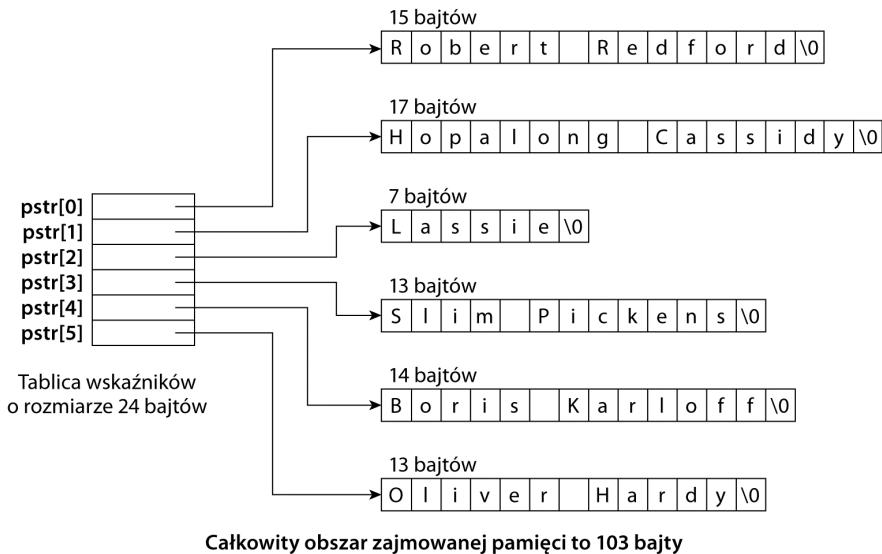 15 bajtów
R o b e r t R e d f o r d \0
17 bajtów
H o p a l o n g C a s s i d y \0
7 bajtów
L a s s i e \0
13 bajtów
S l i m P i c k e n s \0
14 bajtów
B o r i s K a r l o f f \0
13 bajtów
O l i v e r H a r d y \0
pstr[0]
pstr[1]
pstr[2]
pstr[3]
pstr[4]
pstr[5]
Tablica wskaźników
o rozmiarze 24 bajtów
Całkowity obszar zajmowanej pamięci to 103 bajty